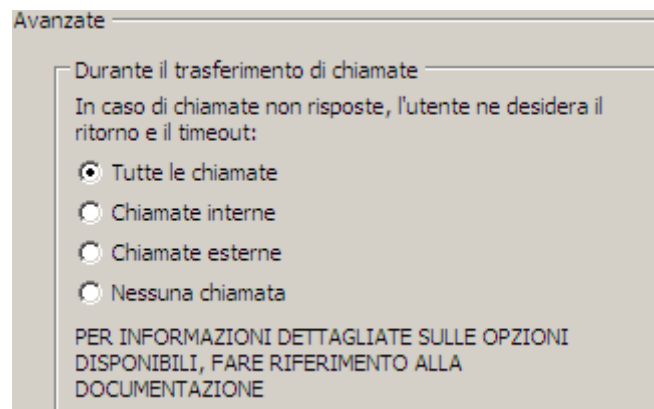 Avanzate
Durante il trasferimento di chiamate
In caso di chiamate non risposte, l'utente ne desidera il
ritorno e il timeout:
Tutte le chiamate
Chiamate interne
Chiamate esterne
Nessuna chiamata
PER INFORMAZIONI DETTAGLIATE SULLE OPZIONI
DISPONIBILI, FARE RIFERIMENTO ALLA
DOCUMENTAZIONE